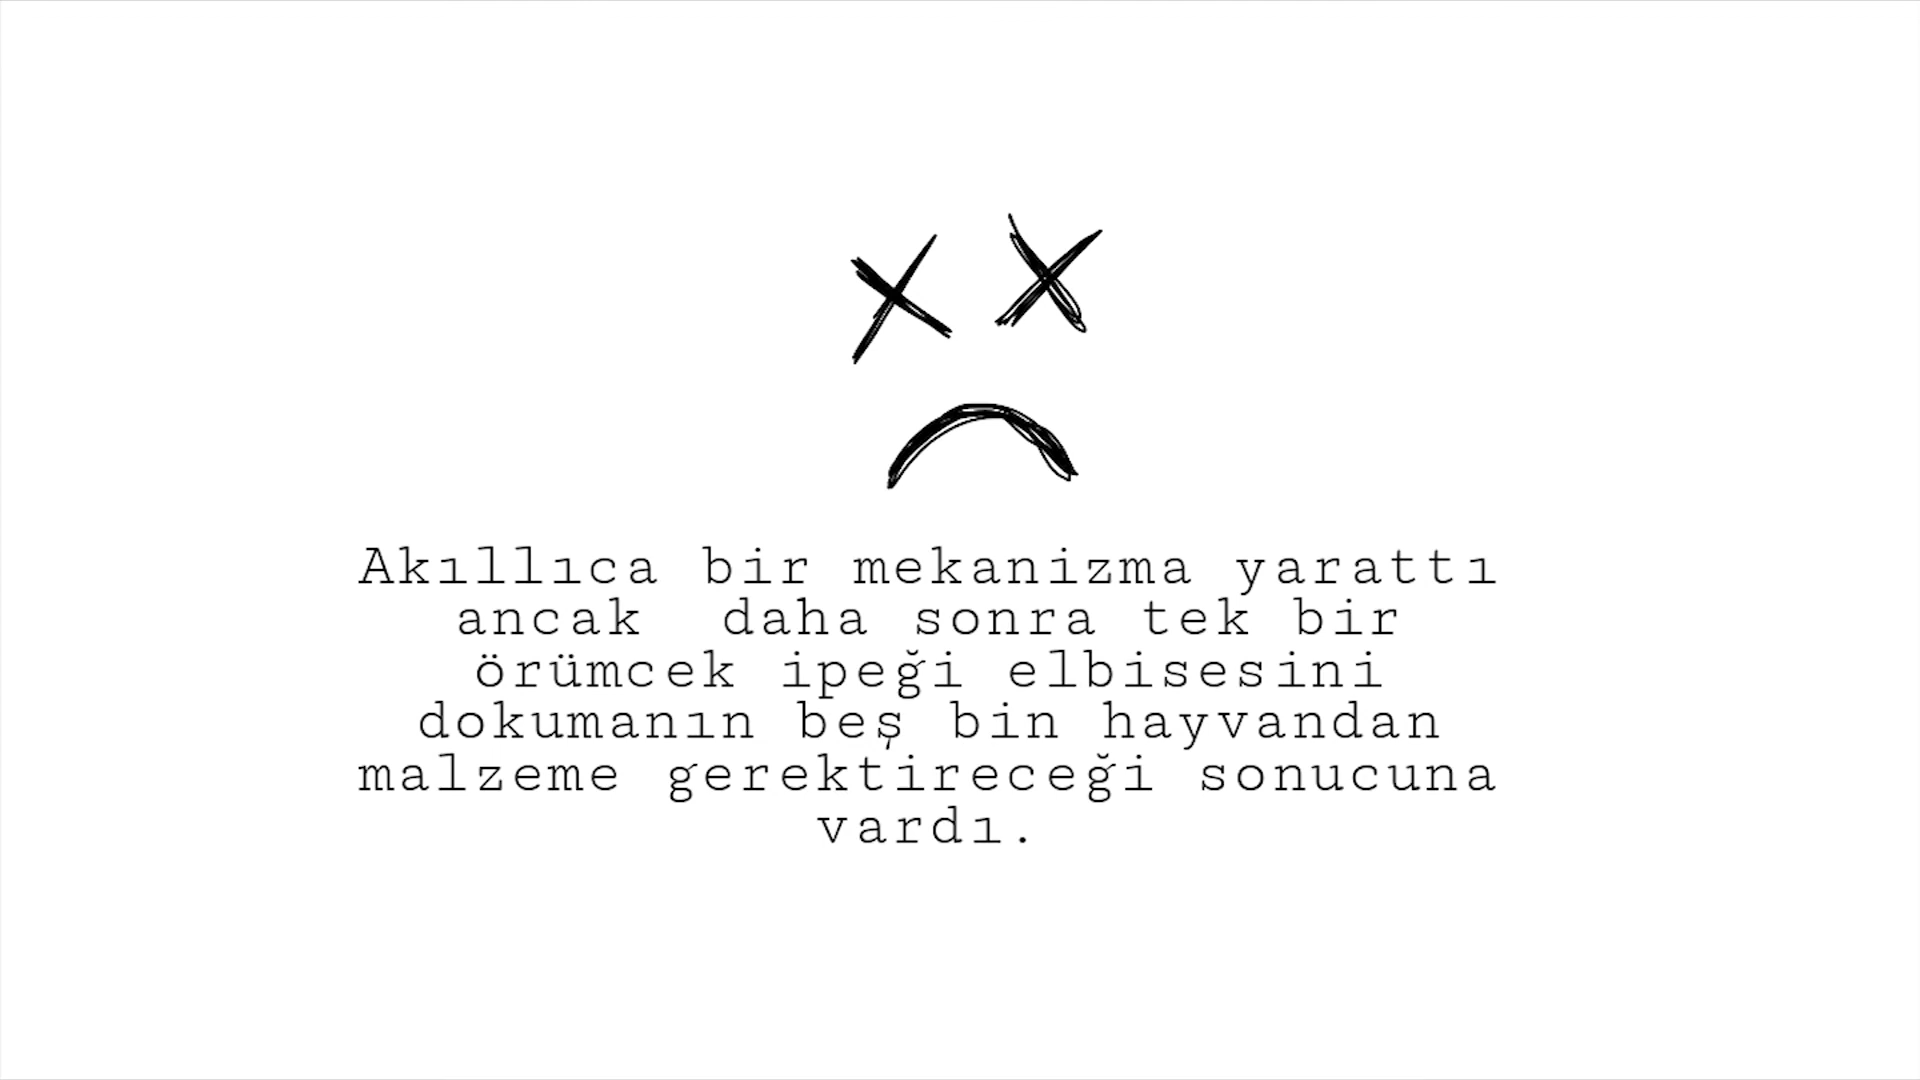 Akıllıca bir mekanizma yarattı
ancak  daha sonra tek bir
örümcek ipeği elbisesini
dokumanın beş bin hayvandan
malzeme gerektireceği sonucuna
vardı.